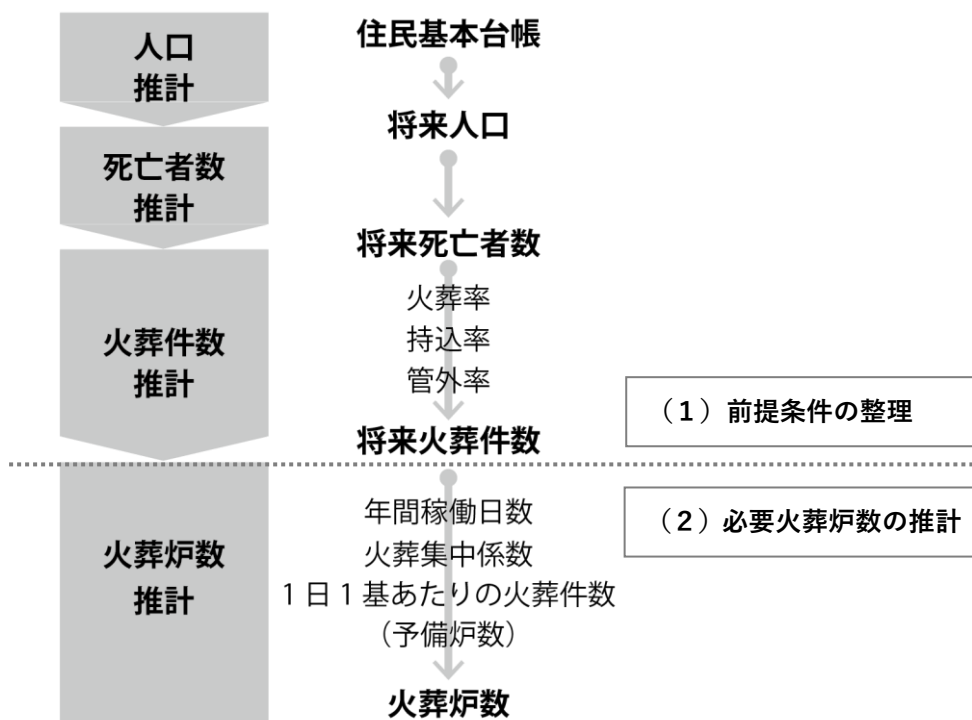 人口
推計
住民基本台帳
将来人口
死亡者数
推計
将来死亡者数
火葬件数
推計
火葬率
持込率
管外率
将来火葬件数
（１）前提条件の整理
火葬炉数
推計
年間稼働日数
火葬集中係数
１日１基あたりの火葬件数
（予備炉数）
火葬炉数
（２）必要火葬炉数の推計